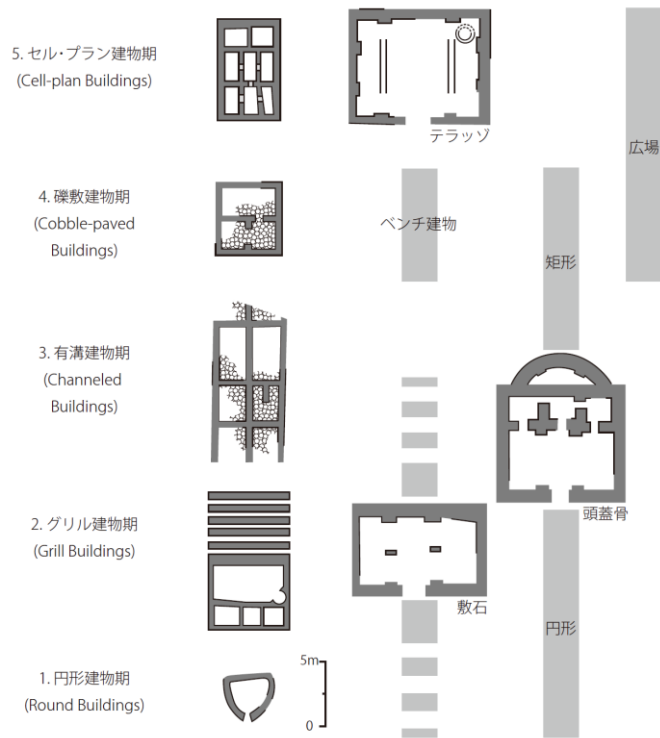 5. セル・プラン建物期
(Cell-plan Buildings)
テラッゾ
広場
4. 礫敷建物期
(Cobble-paved
Buildings)
ベンチ建物
矩形
3. 有溝建物期
(Channeled
Buildings)
頭蓋骨
2. グリル建物期
(Grill Buildings)
敷石
円形
1. 円形建物期
(Round Buildings)
5m
0